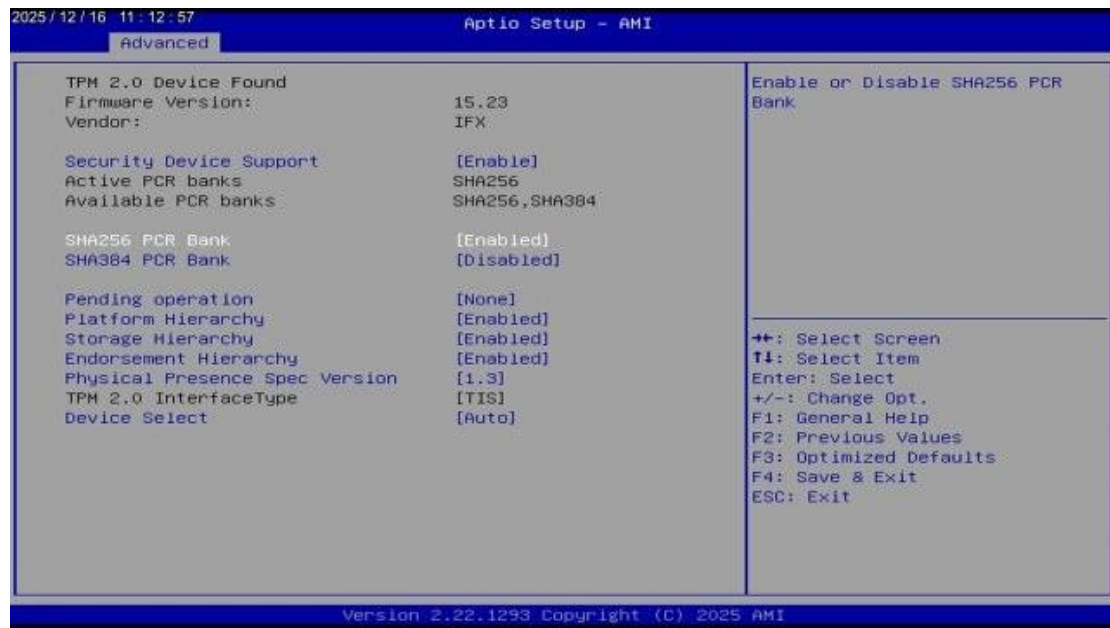 2025/12/16 11:12:57
Aptio Setup - AMI
Advanced
TPM 2.0 Device Found
Firmware Version: 15.23
Vendor: IFX
Security Device Support [Enable]
Active PCR banks SHA256
Available PCR banks SHA256,SHA384
SHA256 PCR Bank [Enabled]
SHA384 PCR Bank [Disabled]
Pending operation [None]
Platform Hierarchy [Enabled]
Storage Hierarchy [Enabled]
Endorsement Hierarchy [Enabled]
Physical Presence Spec Version [1.3]
TPM 2.0 InterfaceType [TIS]
Device Select [Auto]
Enable or Disable SHA256 PCR
Bank
→←: Select Screen
↑↓: Select Item
Enter: Select
+/-: Change Opt.
F1: General Help
F2: Previous Values
F3: Optimized Defaults
F4: Save & Exit
ESC: Exit
Version 2.22.1293 Copyright (C) 2025 AMI